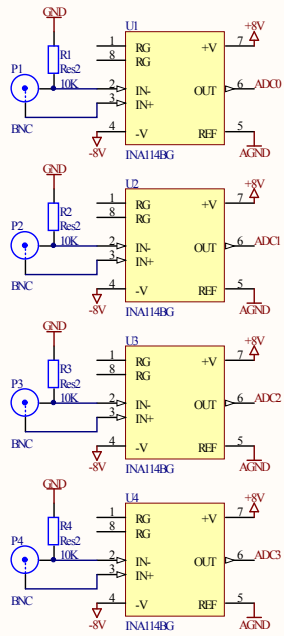 GND U1 +8V
1 RG +V 7
R1 8 RG
P1 Res2
10K 2 IN- OUT 6 ADC0
3 IN+
BNC
4 -V REF 5
-8V INA114BG AGND
GND U2 +8V
1 RG +V 7
R2 8 RG
P2 Res2
10K 2 IN- OUT 6 ADC1
3 IN+
BNC
4 -V REF 5
-8V INA114BG AGND
GND U3 +8V
1 RG +V 7
R3 8 RG
P3 Res2
10K 2 IN- OUT 6 ADC2
3 IN+
BNC
4 -V REF 5
-8V INA114BG AGND
GND U4 +8V
1 RG +V 7
R4 8 RG
P4 Res2
10K 2 IN- OUT 6 ADC3
3 IN+
BNC
4 -V REF 5
-8V INA114BG AGND